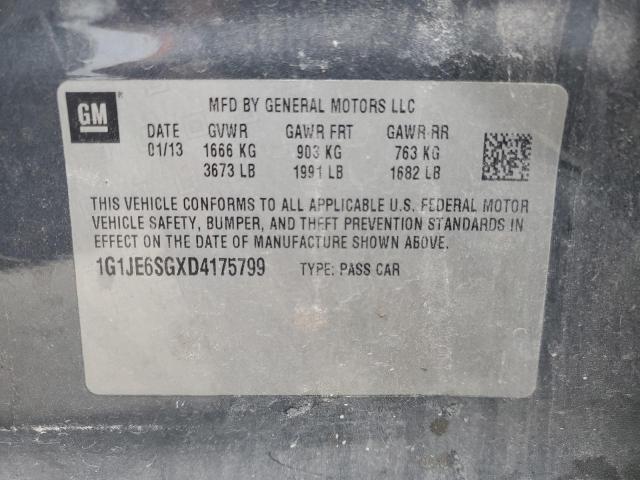 GM
MFD BY GENERAL MOTORS LLC
DATE GVWR GAWR FRT GAWR RR
01/13 1666 KG 903 KG 763 KG
3673 LB 1991 LB 1682 LB
THIS VEHICLE CONFORMS TO ALL APPLICABLE U.S. FEDERAL MOTOR
VEHICLE SAFETY, BUMPER, AND THEFT PREVENTION STANDARDS IN
EFFECT ON THE DATE OF MANUFACTURE SHOWN ABOVE.
1G1JE6SGXD4175799 TYPE: PASS CAR